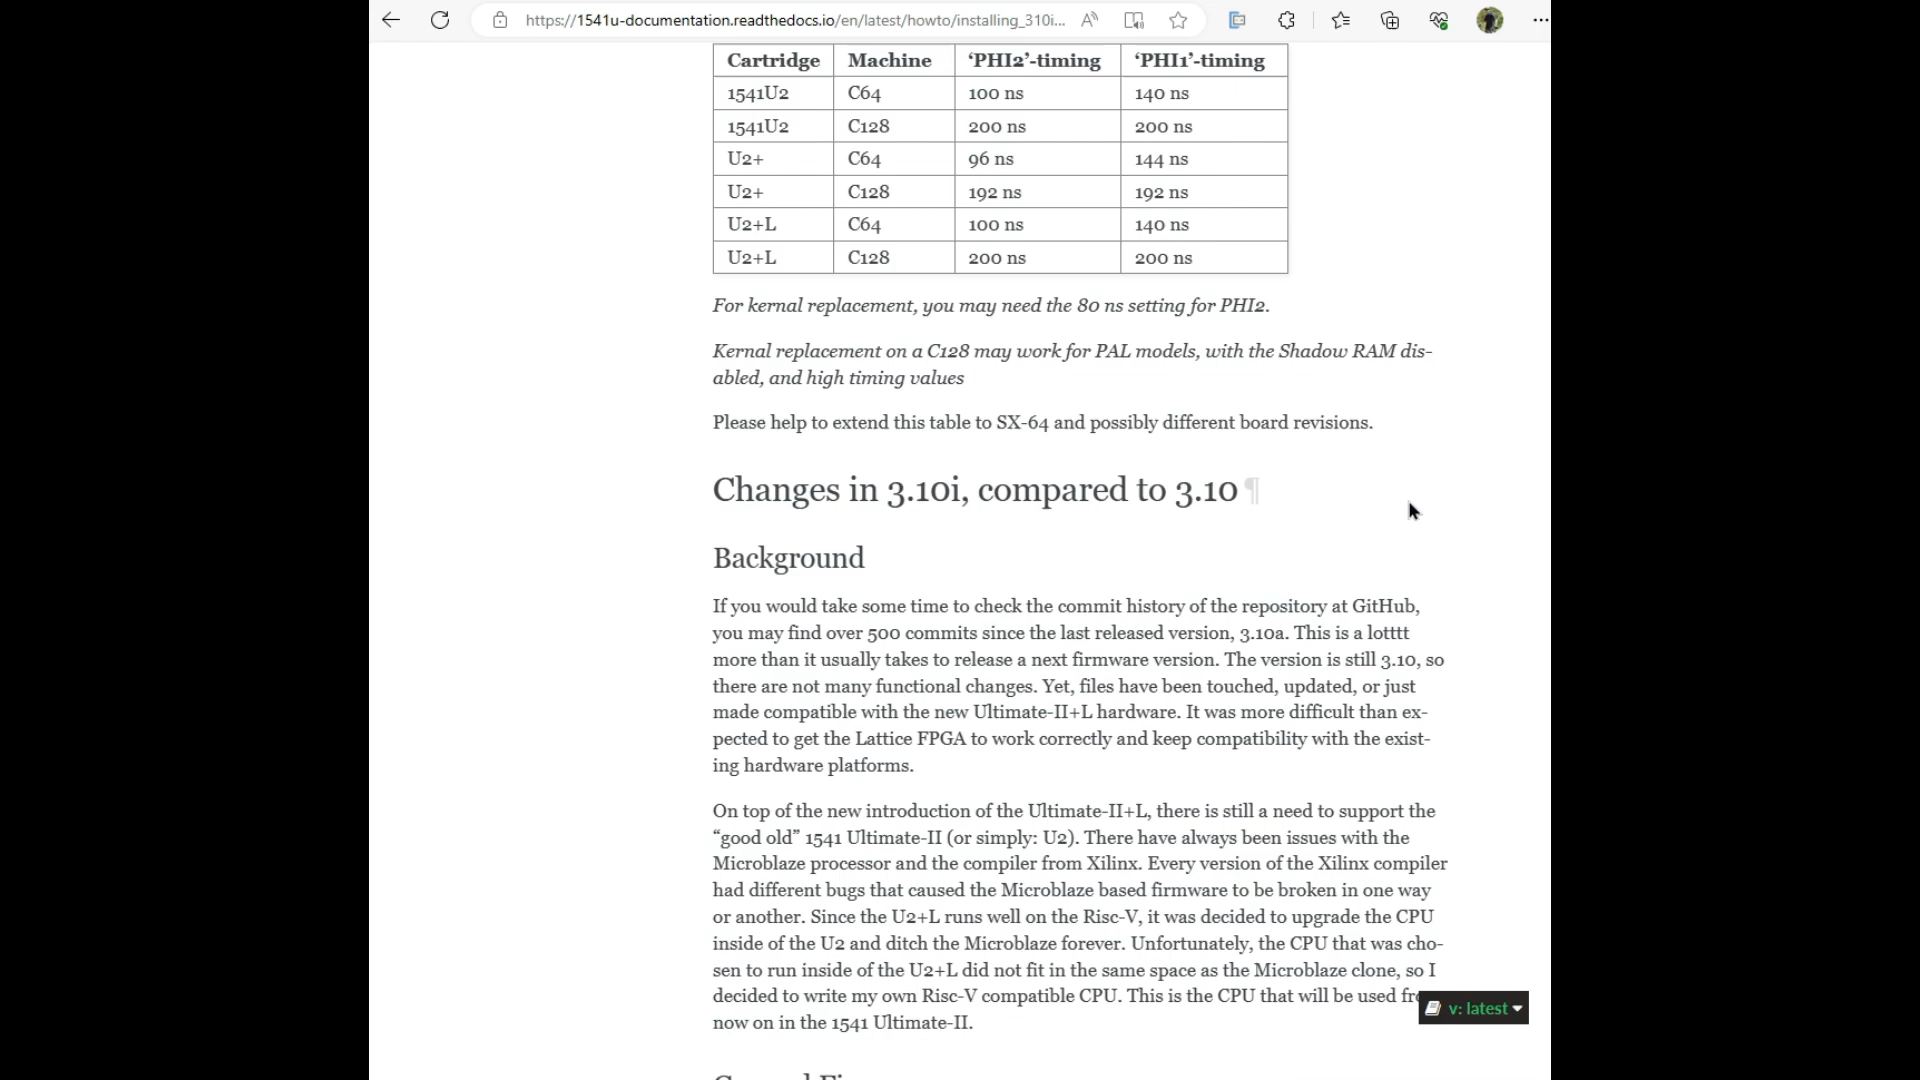 https://1541u-documentation.readthedocs.io/en/latest/howto/installing_310i...
Cartridge Machine ‘PHI2’-timing ‘PHI1’-timing
1541U2 C64 100 ns 140 ns
1541U2 C128 200 ns 200 ns
U2+ C64 96 ns 144 ns
U2+ C128 192 ns 192 ns
U2+L C64 100 ns 140 ns
U2+L C128 200 ns 200 ns
For kernal replacement, you may need the 80 ns setting for PHI2.
Kernal replacement on a C128 may work for PAL models, with the Shadow RAM dis-
abled, and high timing values
Please help to extend this table to SX-64 and possibly different board revisions.
Changes in 3.10i, compared to 3.10 ¶
Background
If you would take some time to check the commit history of the repository at GitHub,
you may find over 500 commits since the last released version, 3.10a. This is a lotttt
more than it usually takes to release a next firmware version. The version is still 3.10, so
there are not many functional changes. Yet, files have been touched, updated, or just
made compatible with the new Ultimate-II+L hardware. It was more difficult than ex-
pected to get the Lattice FPGA to work correctly and keep compatibility with the exist-
ing hardware platforms.
On top of the new introduction of the Ultimate-II+L, there is still a need to support the
“good old” 1541 Ultimate-II (or simply: U2). There have always been issues with the
Microblaze processor and the compiler from Xilinx. Every version of the Xilinx compiler
had different bugs that caused the Microblaze based firmware to be broken in one way
or another. Since the U2+L runs well on the Risc-V, it was decided to upgrade the CPU
inside of the U2 and ditch the Microblaze forever. Unfortunately, the CPU that was cho-
sen to run inside of the U2+L did not fit in the same space as the Microblaze clone, so I
decided to write my own Risc-V compatible CPU. This is the CPU that will be used
now on in the 1541 Ultimate-II.
v: latest